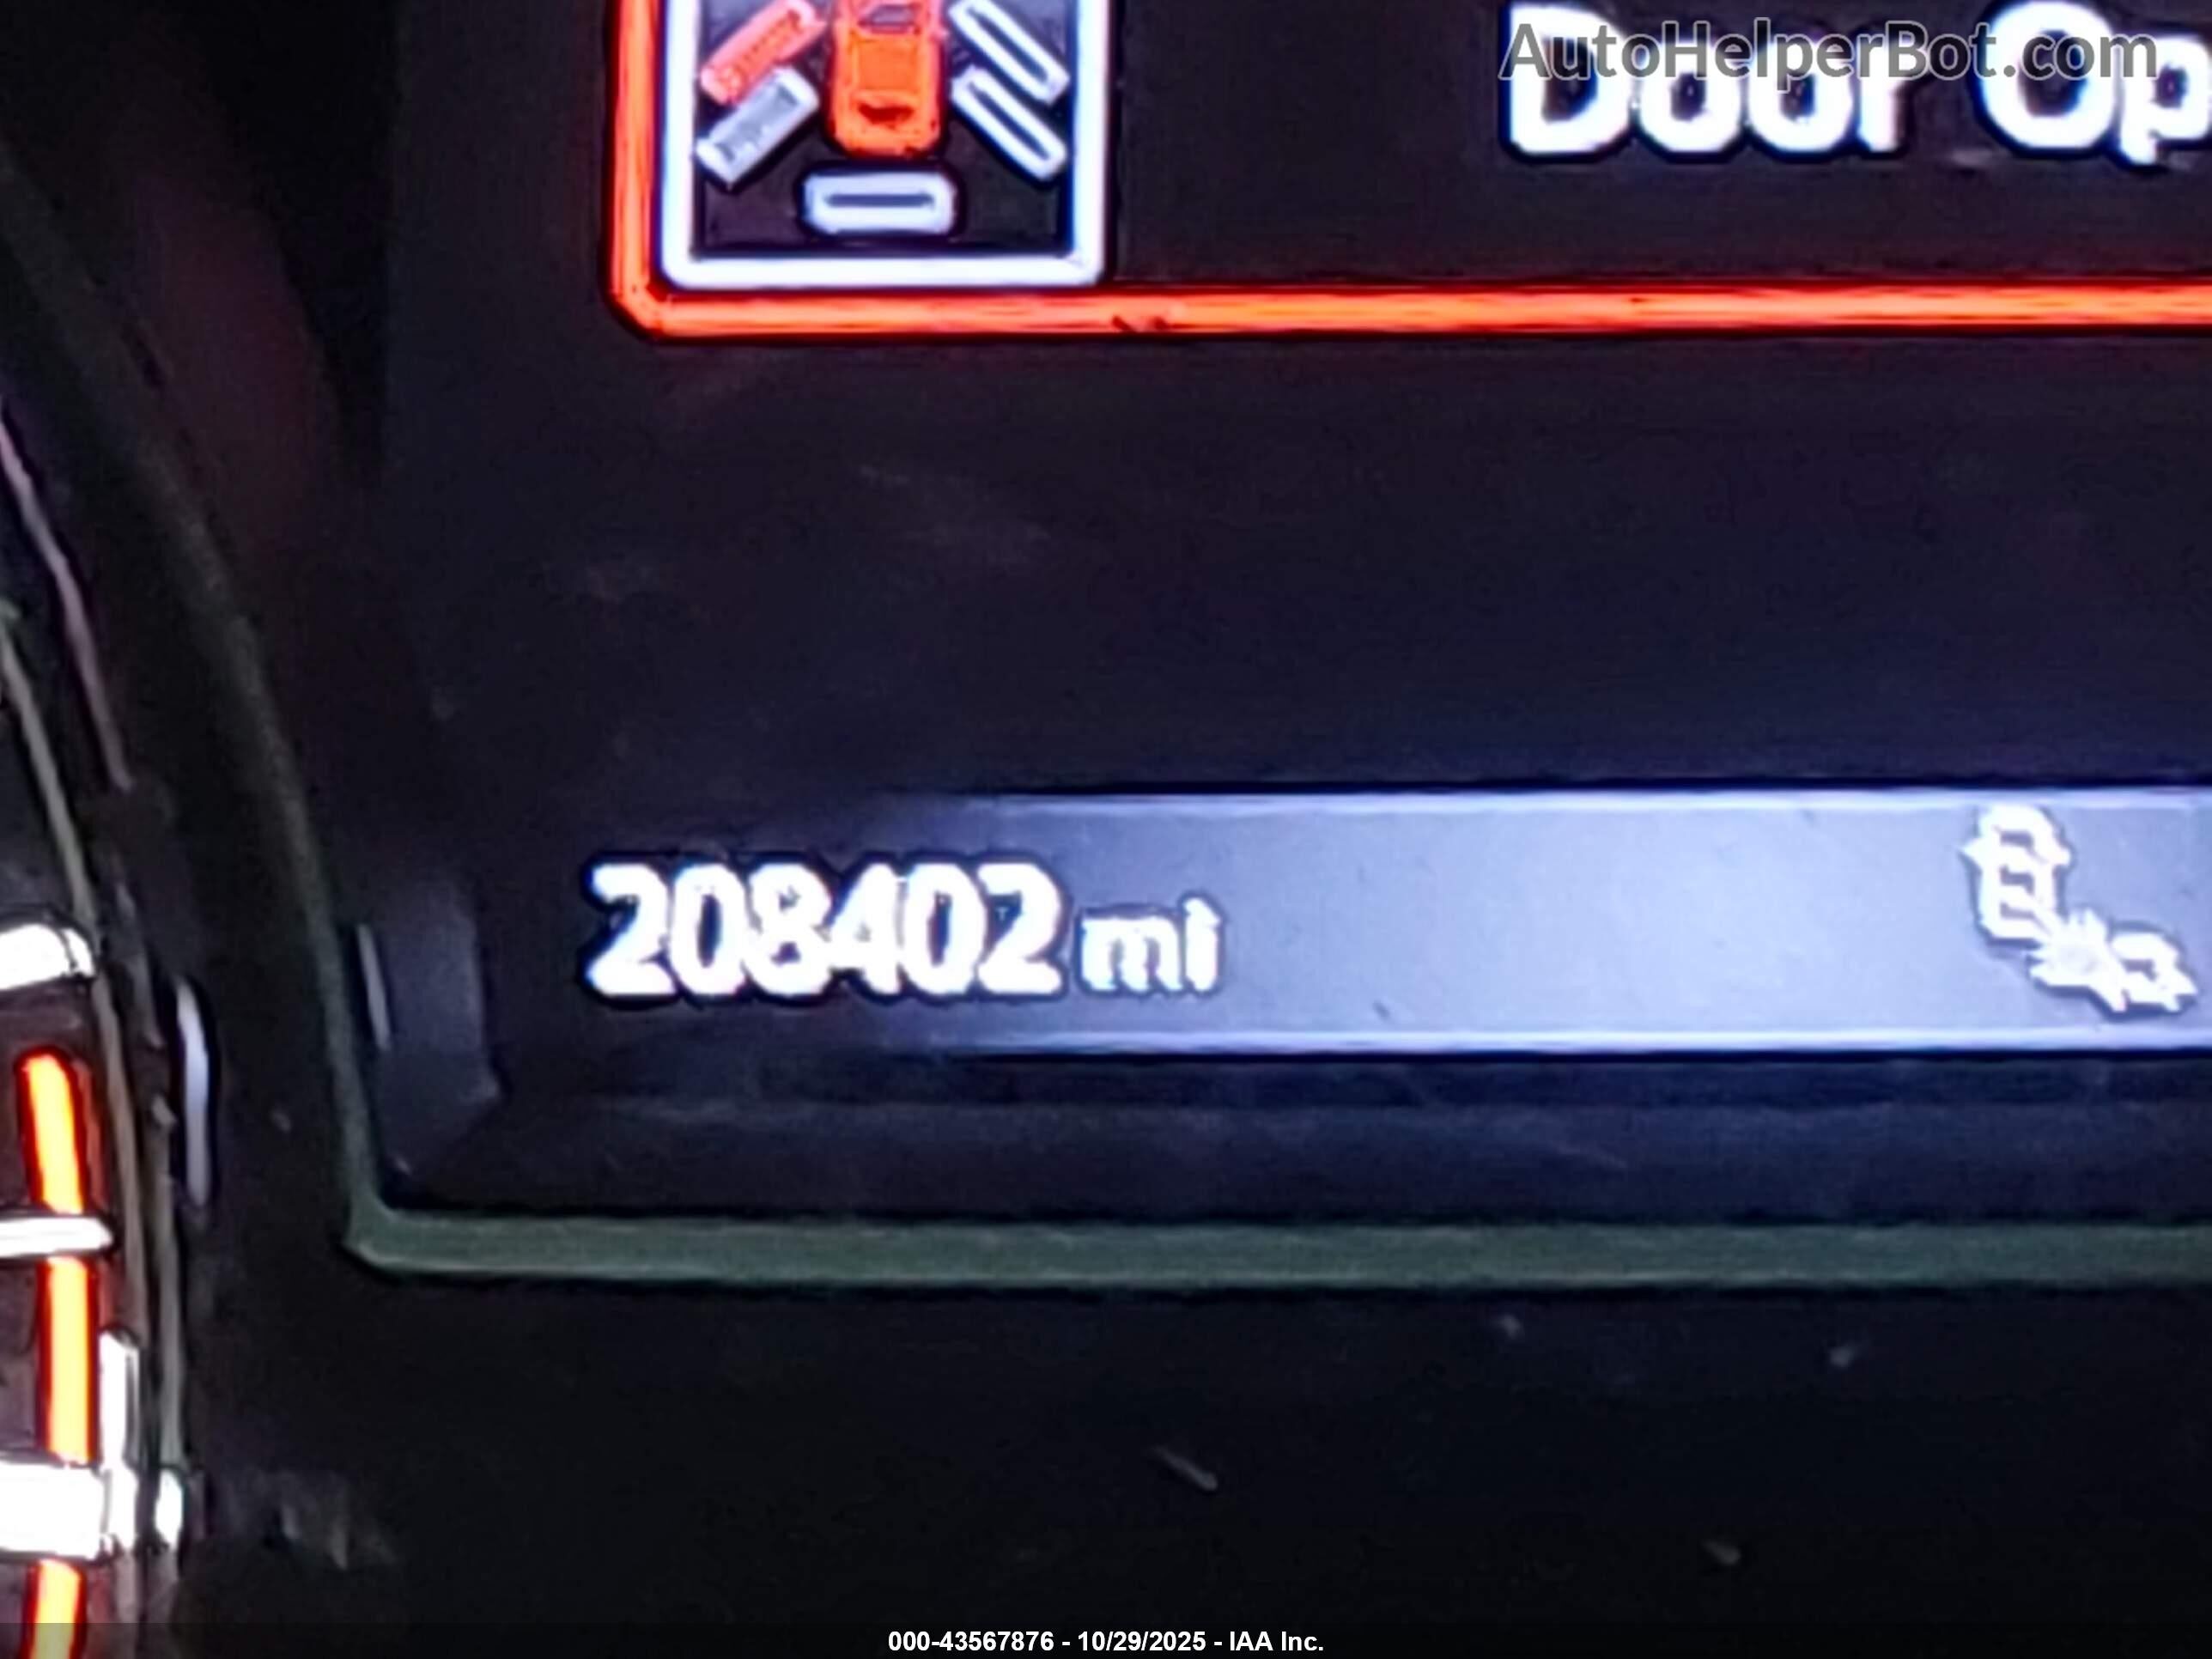 AutoHelperBot.com
Door Op
208402 mi
000-43567876 - 10/29/2025 - IAA Inc.